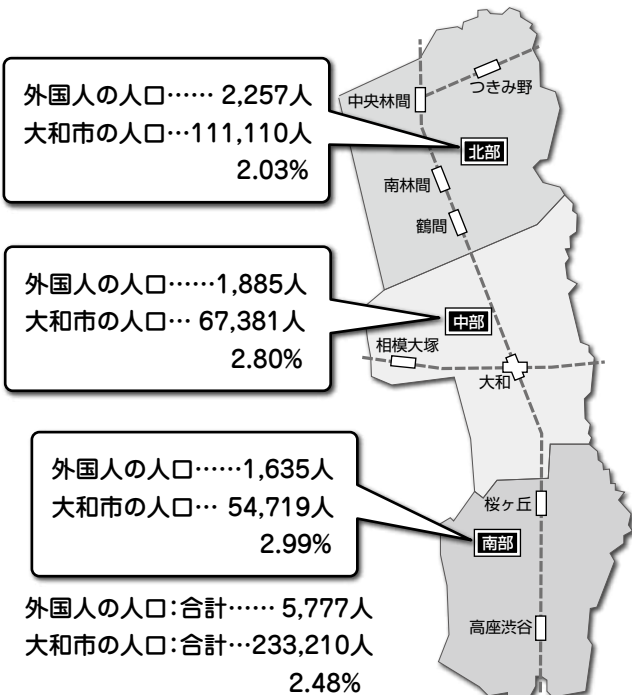 外国人の人口…… 2,257人
大和市の人口…111,110人
2.03%
外国人の人口……1,885人
大和市の人口… 67,381人
2.80%
外国人の人口……1,635人
大和市の人口… 54,719人
2.99%
外国人の人口：合計…… 5,777人
大和市の人口：合計…233,210人
2.48%
つきみ野
中央林間
北部
南林間
鶴間
中部
相模大塚
大和
桜ヶ丘
南部
高座渋谷